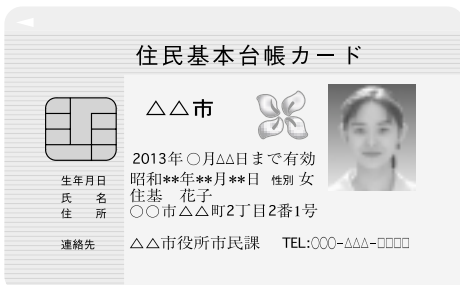 住民基本台帳カード
△△市
2013年○月△△日まで有効
生年月日 昭和**年**月**日 性別 女
氏名 住基 花子
住所 ○○市△△町2丁目2番1号
連絡先 △△市役所市民課 TEL:○○○-△△△-□□□□